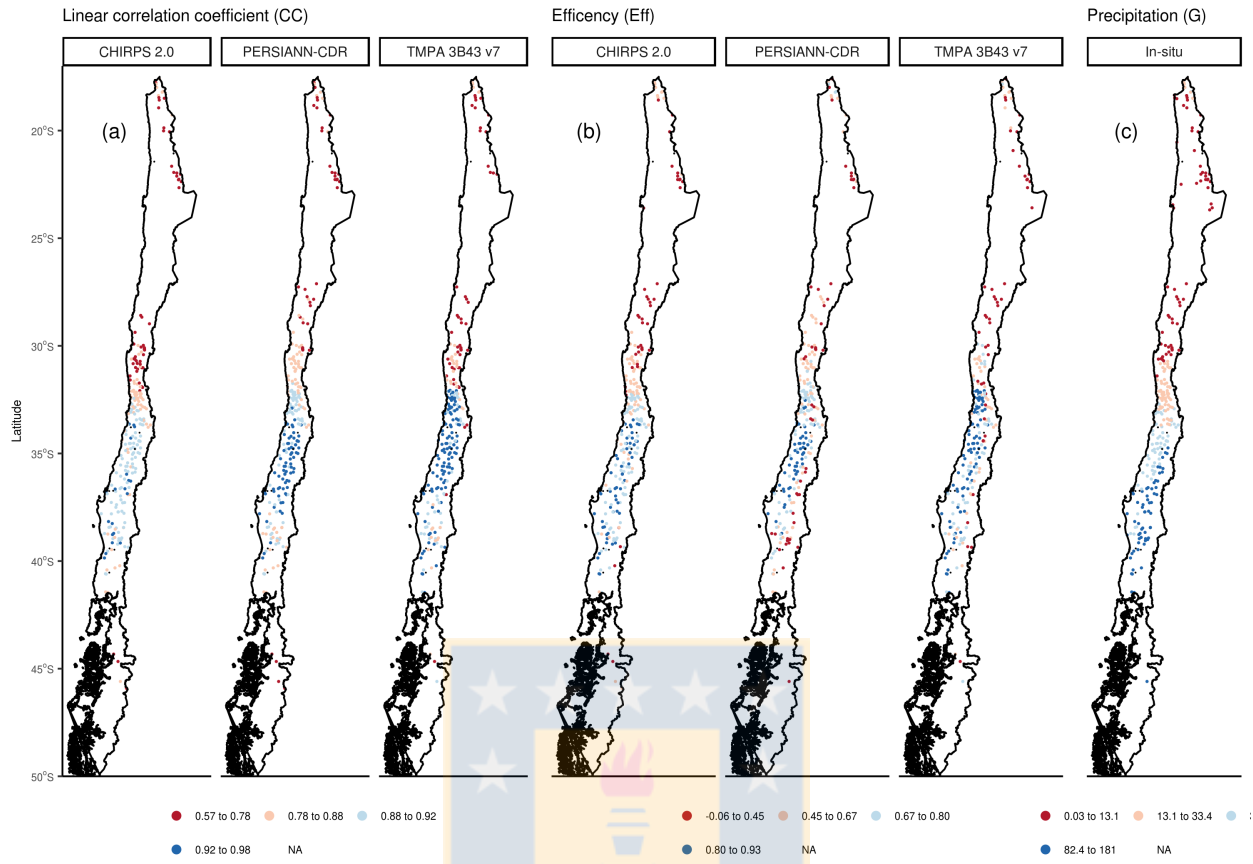 Linear correlation coefficient (CC) Efficency (Eff) Precipitation (G)
CHIRPS 2.0 PERSIANN-CDR TMPA 3B43 v7 CHIRPS 2.0 PERSIANN-CDR TMPA 3B43 v7 In-situ
(a) (b) (c)
20°S
25°S
30°S
35°S
40°S
45°S
50°S
Latitude
0.57 to 0.78 0.78 to 0.88 0.88 to 0.92 -0.06 to 0.45 0.45 to 0.67 0.67 to 0.80 0.03 to 13.1 13.1 to 33.4
0.92 to 0.98 NA 0.80 to 0.93 NA 82.4 to 181 NA